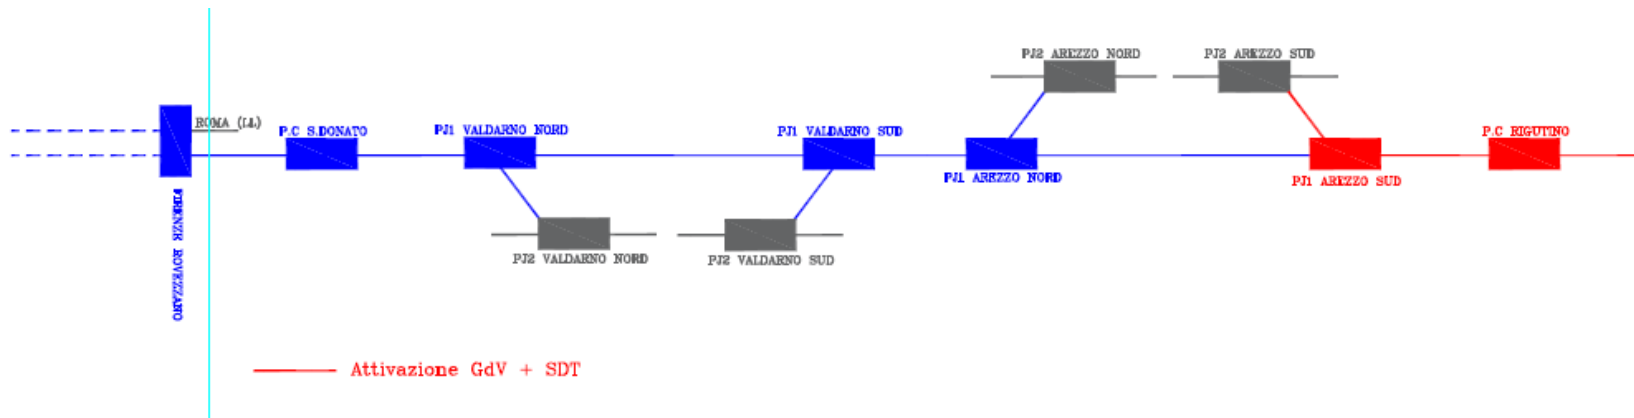 PJ2 AREZZO NORD
PJ2 AREZZO SUD
ROMA (LL)
P.C S.DONATO
PJ1 VALDARNO NORD
PJ1 VALDARNO SUD
P.C RIGUTINO
PJ1 AREZZO NORD
PJ1 AREZZO SUD
FIRENZE ROVEZZANO
PJ2 VALDARNO NORD
PJ2 VALDARNO SUD
Attivazione GdV + SDT